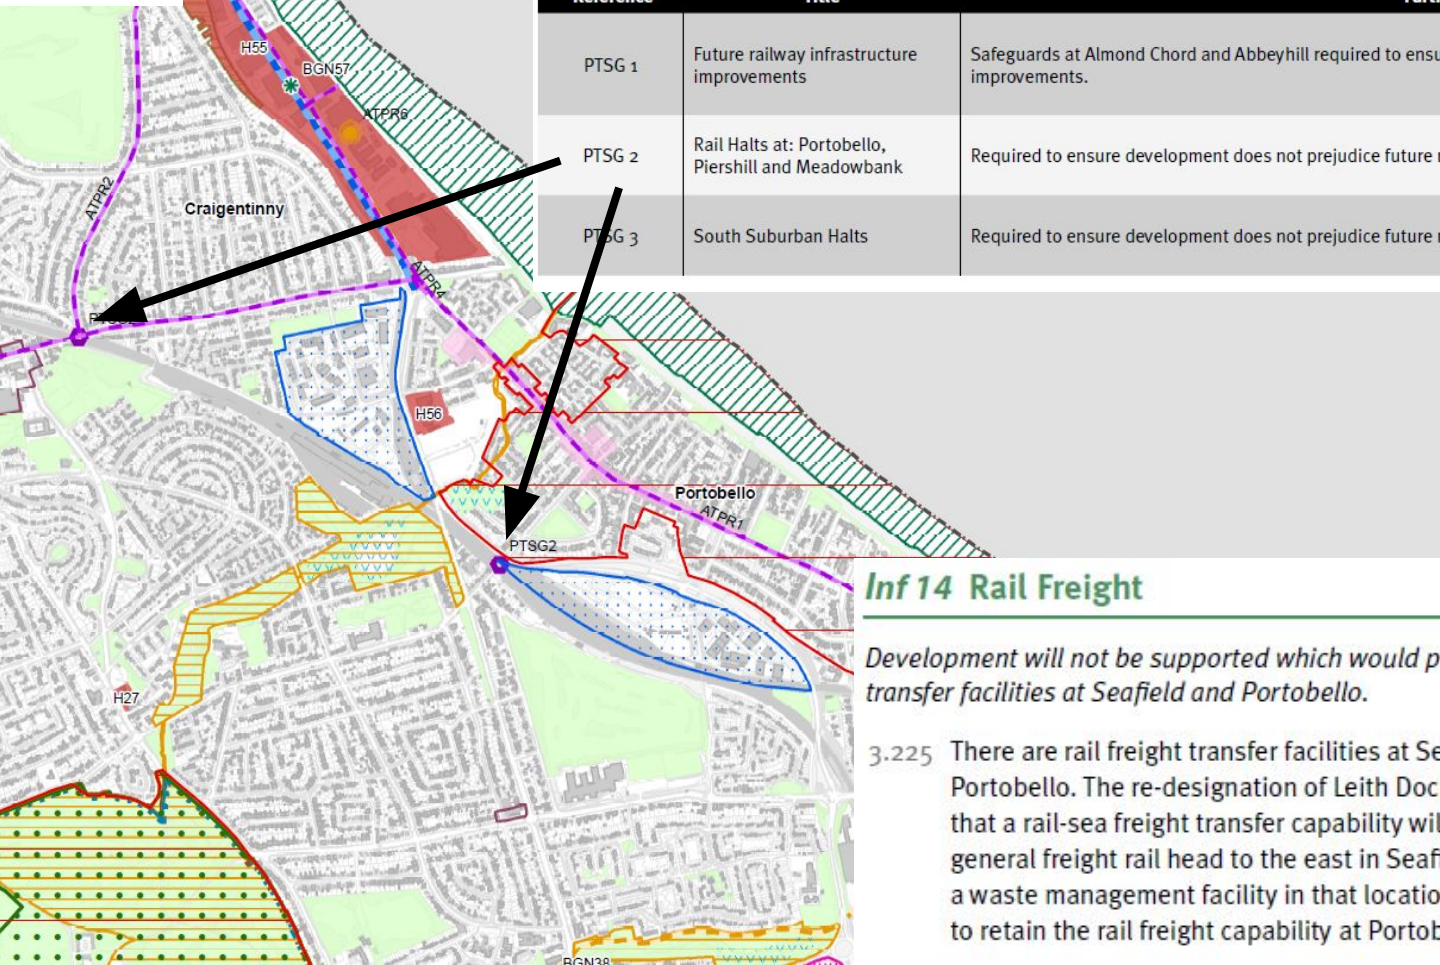 Reference Title
PTSG 1 Future railway infrastructure improvements Safeguards at Almond Chord and Abbeyhill required to ensu
improvements.
PTSG 2 Rail Halts at: Portobello, Piershill and Meadowbank Required to ensure development does not prejudice future
PTSG 3 South Suburban Halts Required to ensure development does not prejudice future
H55
BGN57
ATPR6
ATPR2
Craigentinny
ATPR4
H56
Portobello
ATPR1
PTSG2
H27
BGN38
Inf 14 Rail Freight
Development will not be supported which would p
transfer facilities at Seafield and Portobello.
3.225 There are rail freight transfer facilities at Se
Portobello. The re-designation of Leith Doc
that a rail-sea freight transfer capability wil
general freight rail head to the east in Seaf
a waste management facility in that locatio
to retain the rail freight capability at Portob